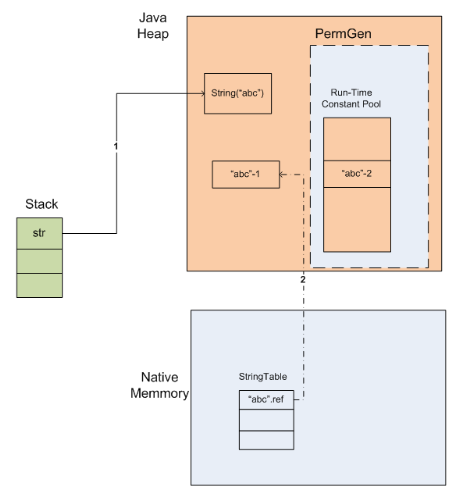 Java
Heap
PermGen
String("abc")
Run-Time
Constant Pool
1
"abc"-1
"abc"-2
Stack
str
2
Native
Memmory
StringTable
"abc".ref